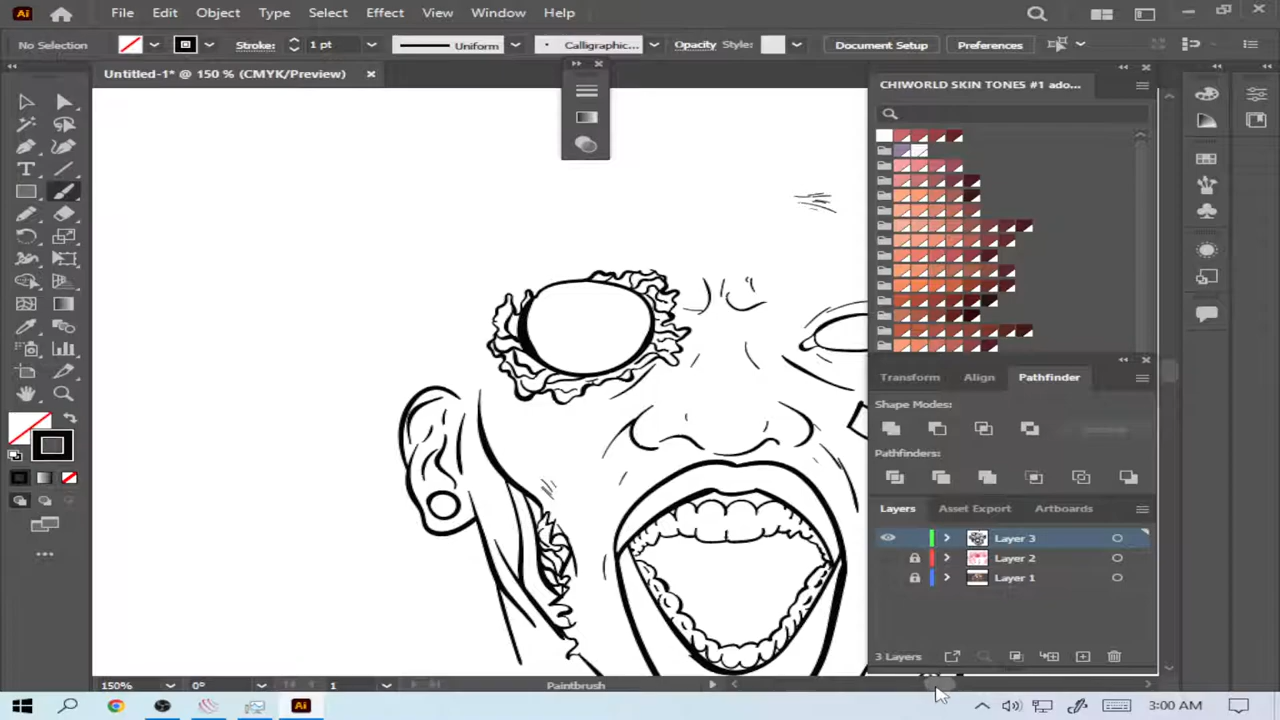 Ai File Edit Object Type Select Effect View Window Help
No Selection Stroke: 1 pt Uniform Calligraphic... Opacity Style: Document Setup Preferences
Untitled-1* @ 150 % (CMYK/Preview)
CHIWORLD SKIN TONES #1 ado...
Transform Align Pathfinder
Shape Modes:
Pathfinders:
Layers Asset Export Artboards
Layer 3
Layer 2
Layer 1
3 Layers
150% 0° 1 Paintbrush
Ai 3:00 AM